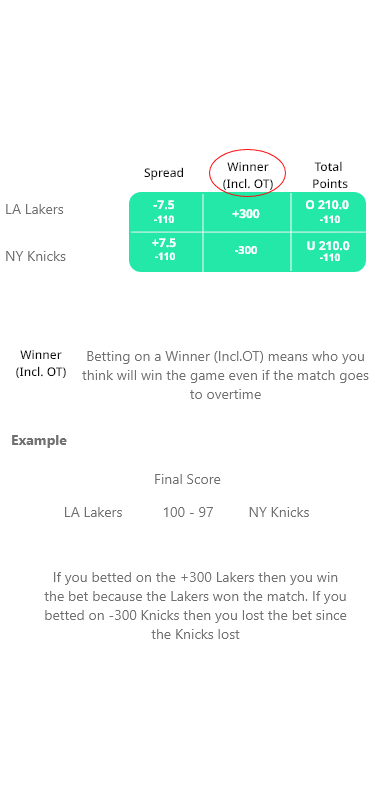 Spread
Winner
(Incl. OT)
Total
Points
LA Lakers
-7.5
-110
+300
O 210.0
-110
NY Knicks
+7.5
-110
-300
U 210.0
-110
Winner
(Incl. OT)
Betting on a Winner (Incl.OT) means who you
think will win the game even if the match goes
to overtime
Example
Final Score
LA Lakers 100 - 97 NY Knicks
If you betted on the +300 Lakers then you win
the bet because the Lakers won the match. If you
betted on -300 Knicks then you lost the bet since
the Knicks lost